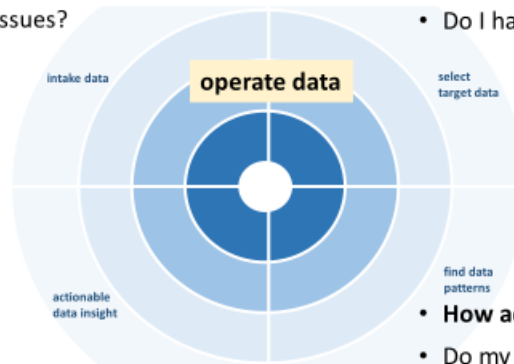 ssues?
• Do I ha
intake data
operate data
select
target data
actionable
data insight
find data
patterns
• How a
• Do my